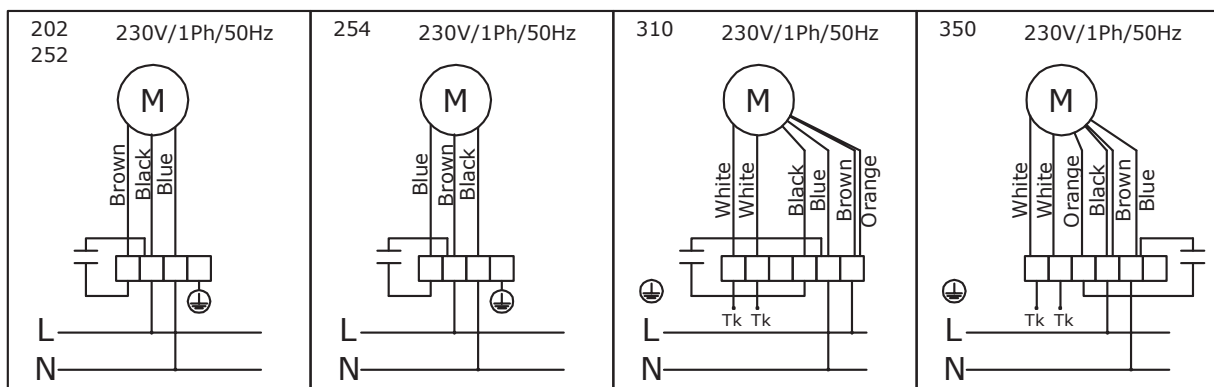 202 230V/1Ph/50Hz
252
M
Brown
Black
Blue
254 230V/1Ph/50Hz
M
Blue
Brown
Black
310 230V/1Ph/50Hz
M
White
White
Black
Blue
Brown
Orange
Tk Tk
350 230V/1Ph/50Hz
M
White
White
Orange
Black
Brown
Blue
Tk Tk
L
N
L
N
L
N
L
N